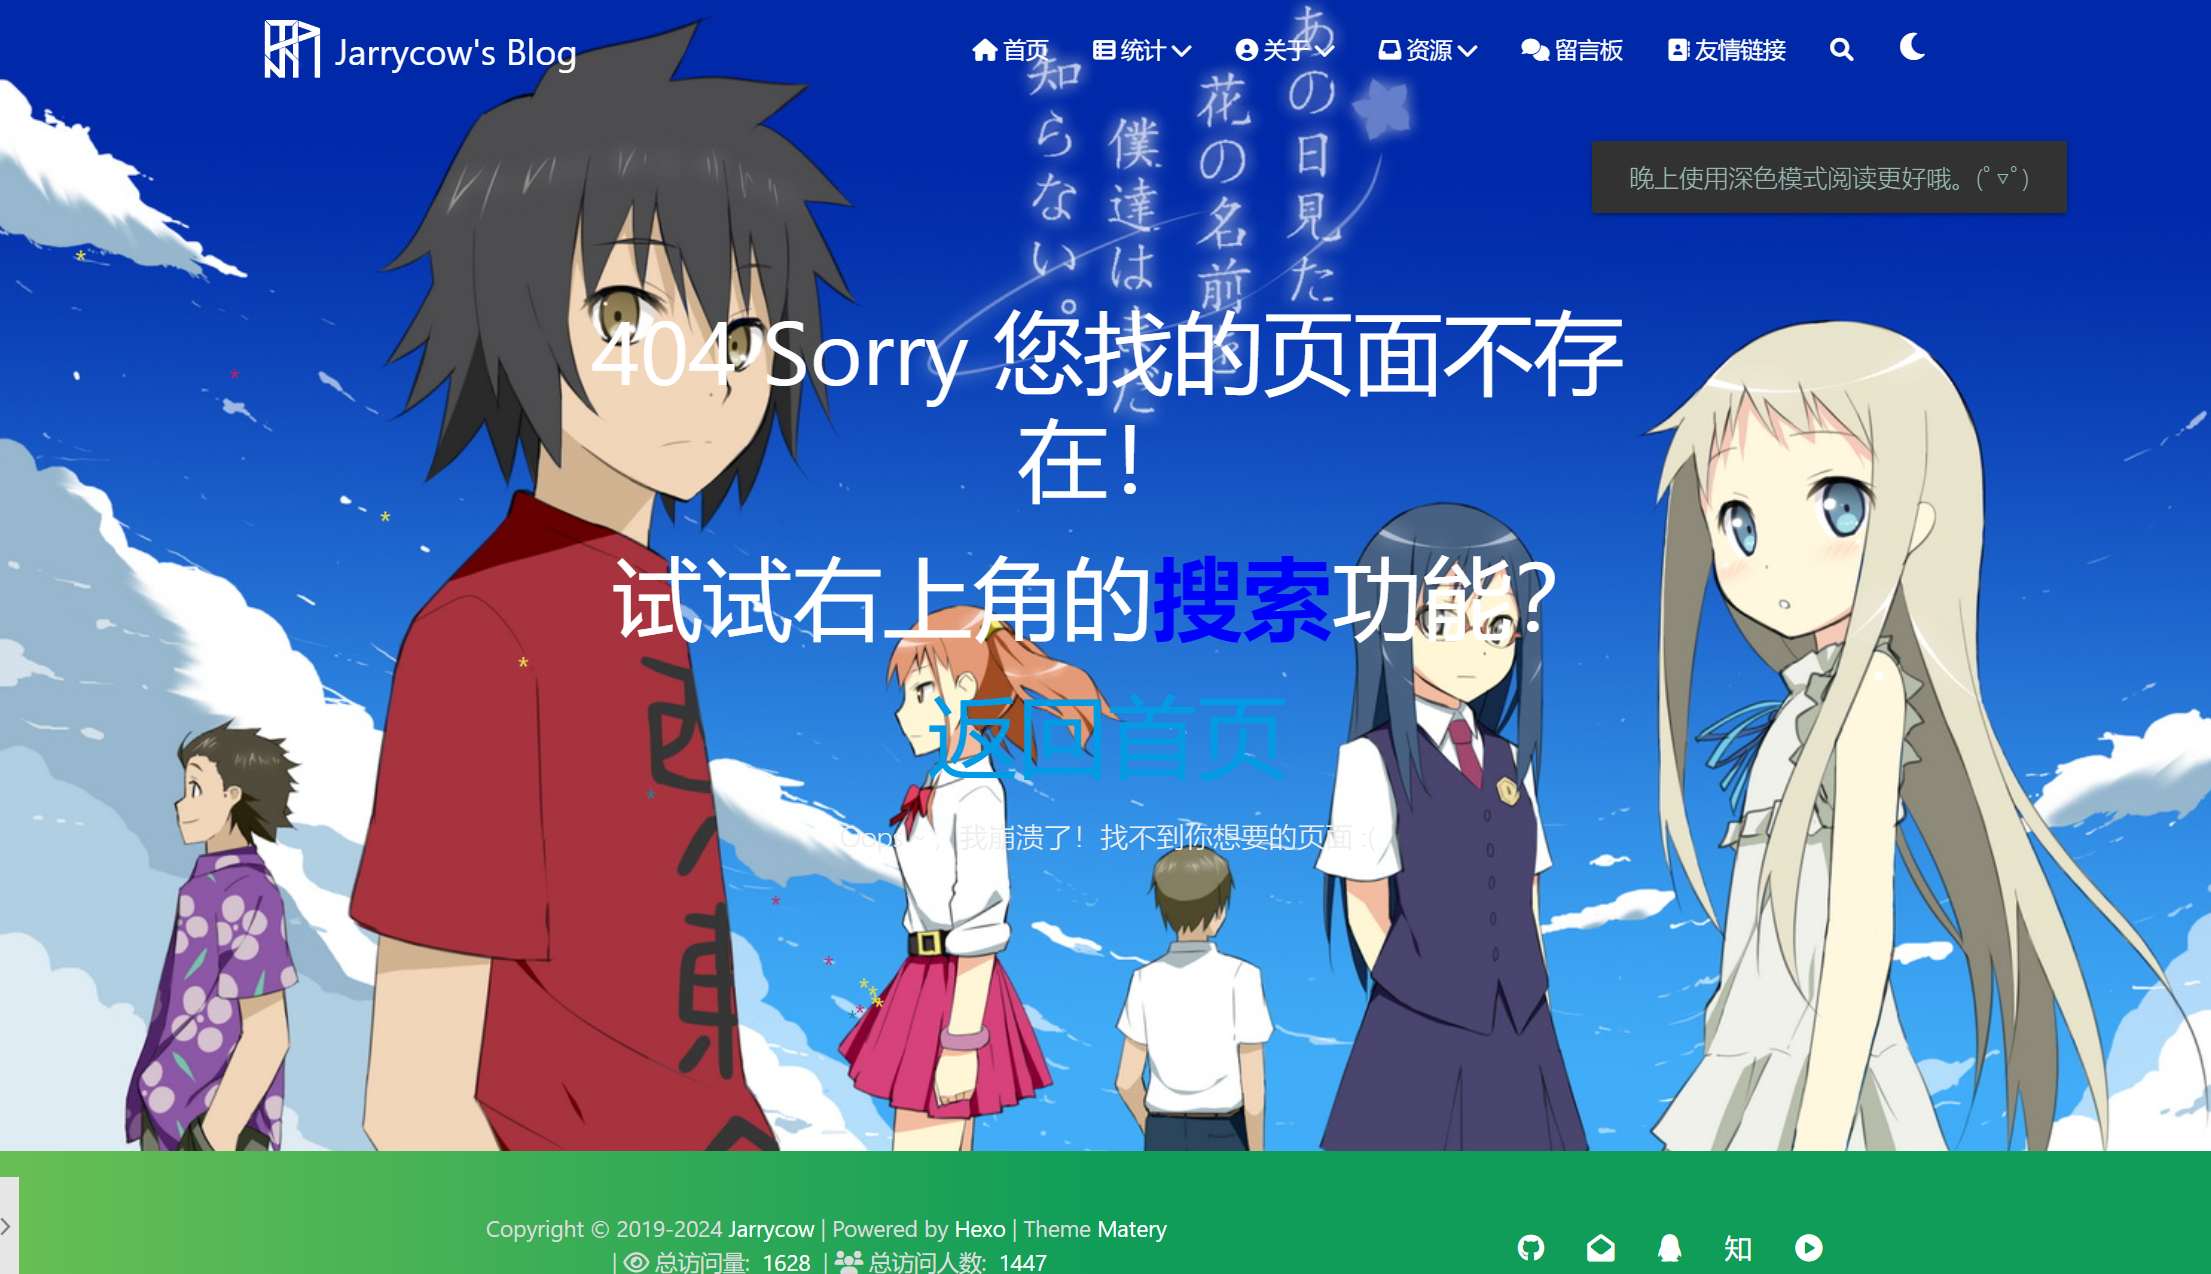 Jarrycow's Blog
首页 统计 关于 资源 留言板 友情链接
晚上使用深色模式阅读更好哦。(ﾟ▽ﾟ)
あの日見た
花の名前を
僕達はまだ
知らない。
404 Sorry 您找的页面不存
在！
试试右上角的搜索功能？
返回首页
Oops~，我崩溃了！找不到你想要的页面 :(
Copyright © 2019-2024 Jarrycow | Powered by Hexo | Theme Matery
| 总访问量: 1628 | 总访问人数: 1447
知